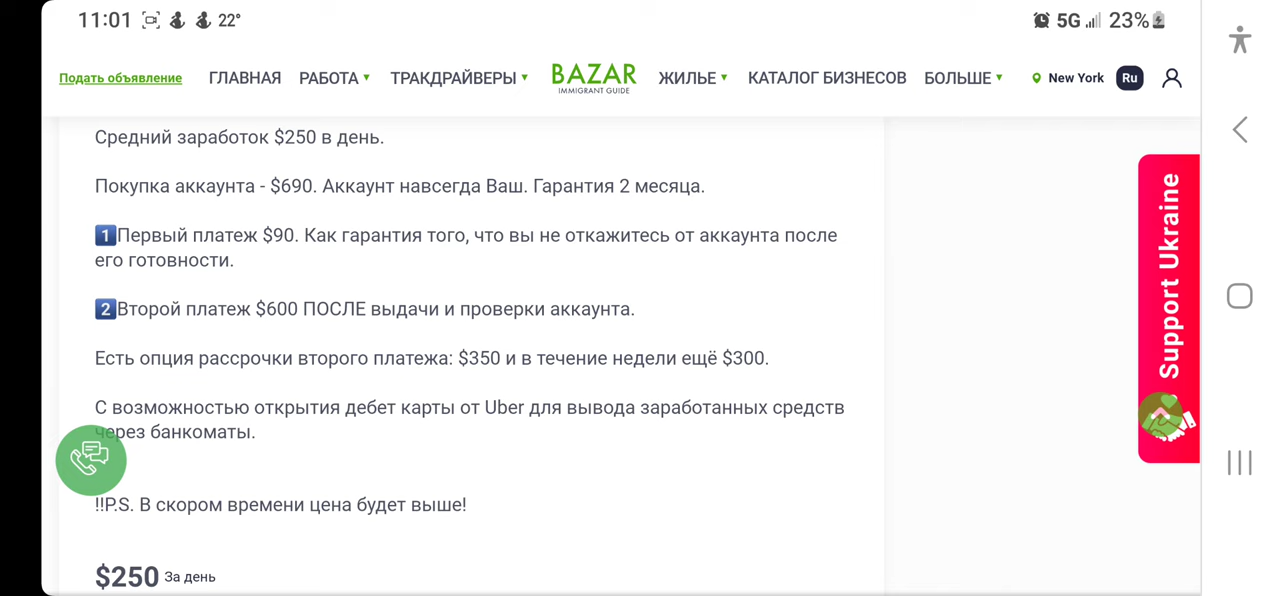 11:01 22° 5G 23%
Подать объявление ГЛАВНАЯ РАБОТА ТРАКДРАЙВЕРЫ BAZAR ЖИЛЬЕ КАТАЛОГ БИЗНЕСОВ БОЛЬШЕ New York Ru
IMMIGRANT GUIDE
Средний заработок $250 в день.
Покупка аккаунта - $690. Аккаунт навсегда Ваш. Гарантия 2 месяца.
1️⃣Первый платеж $90. Как гарантия того, что вы не откажитесь от аккаунта после
его готовности.
2️⃣Второй платеж $600 ПОСЛЕ выдачи и проверки аккаунта.
Есть опция рассрочки второго платежа: $350 и в течение недели ещё $300.
С возможностью открытия дебет карты от Uber для вывода заработанных средств
через банкоматы.
!!P.S. В скором времени цена будет выше!
$250 За день
Support Ukraine